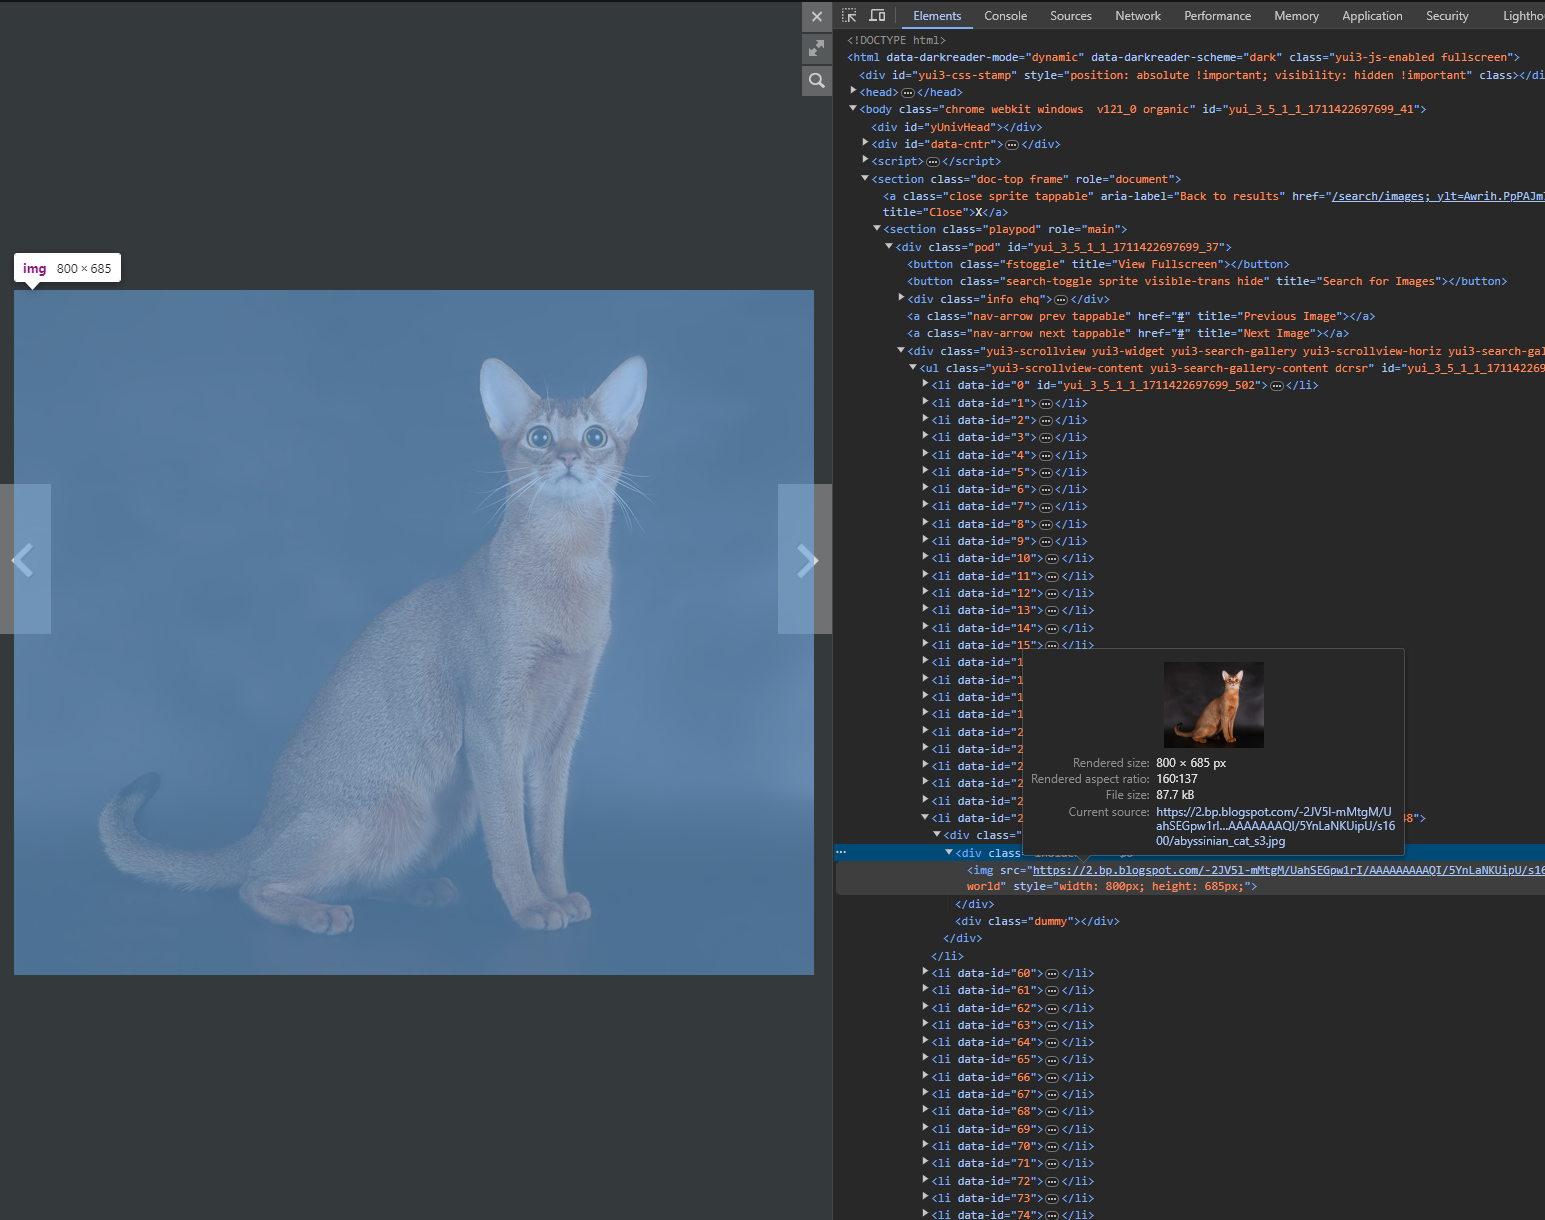 Elements Console Sources Network Performance Memory Application Security Lightho
<!DOCTYPE html>
<html data-darkreader-mode="dynamic" data-darkreader-scheme="dark" class="yui3-js-enabled fullscreen">
<div id="yui3-css-stamp" style="position: absolute !important; visibility: hidden !important" class></di
<head>…</head>
<body class="chrome webkit windows  v121_0 organic" id="yui_3_5_1_1_1711422697699_41">
<div id="yUnivHead"></div>
<div id="data-cntr">…</div>
<script>…</script>
<section class="doc-top frame" role="document">
<a class="close sprite tappable" aria-label="Back to results" href="/search/images;_ylt=Awrih.PpPAJm
title="Close">X</a>
<section class="playpod" role="main">
<div class="pod" id="yui_3_5_1_1_1711422697699_37">
img 800 × 685
<button class="fstoggle" title="View Fullscreen"></button>
<button class="search-toggle sprite visible-trans hide" title="Search for Images"></button>
<div class="info ehq">…</div>
<a class="nav-arrow prev tappable" href="#" title="Previous Image"></a>
<a class="nav-arrow next tappable" href="#" title="Next Image"></a>
<div class="yui3-scrollview yui3-widget yui3-search-gallery yui3-scrollview-horiz yui3-search-gal
<ul class="yui3-scrollview-content yui3-search-gallery-content dcrsr" id="yui_3_5_1_1_17114226
<li data-id="0" id="yui_3_5_1_1_1711422697699_502">…</li>
<li data-id="1">…</li>
<li data-id="2">…</li>
<li data-id="3">…</li>
<li data-id="4">…</li>
<li data-id="5">…</li>
<li data-id="6">…</li>
<li data-id="7">…</li>
<li data-id="8">…</li>
<li data-id="9">…</li>
<li data-id="10">…</li>
<li data-id="11">…</li>
<li data-id="12">…</li>
<li data-id="13">…</li>
<li data-id="14">…</li>
<li data-id="15">…</li>
<li data-id="1
<li data-id="1
<li data-id="1
<li data-id="1
<li data-id="2
<li data-id="2
<li data-id="2
<li data-id="2
<li data-id="2
Rendered size: 800 × 685 px
Rendered aspect ratio: 160:137
File size: 87.7 kB
Current source: https://2.bp.blogspot.com/-2JV5l-mMtgM/U
ahSEGpw1rI…AAAAAAAQI/5YnLaNKUipU/s16
00/abyssinian_cat_s3.jpg
<li data-id="2 48">
<div class="
<div class=
<img src="https://2.bp.blogspot.com/-2JV5l-mMtgM/UahSEGpw1rI/AAAAAAAAAQI/5YnLaNKUipU/s16
world" style="width: 800px; height: 685px;">
</div>
<div class="dummy"></div>
</div>
</li>
<li data-id="60">…</li>
<li data-id="61">…</li>
<li data-id="62">…</li>
<li data-id="63">…</li>
<li data-id="64">…</li>
<li data-id="65">…</li>
<li data-id="66">…</li>
<li data-id="67">…</li>
<li data-id="68">…</li>
<li data-id="69">…</li>
<li data-id="70">…</li>
<li data-id="71">…</li>
<li data-id="72">…</li>
<li data-id="73">…</li>
<li data-id="74">…</li>